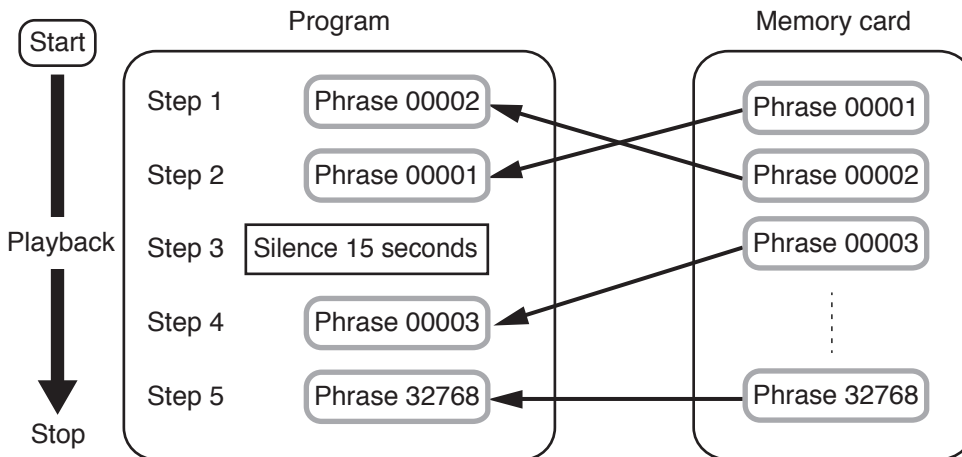 Program
Memory card
Start
Step 1
Phrase 00002
Phrase 00001
Step 2
Phrase 00001
Phrase 00002
Playback
Step 3
Silence 15 seconds
Phrase 00003
Step 4
Phrase 00003
Step 5
Phrase 32768
Phrase 32768
Stop